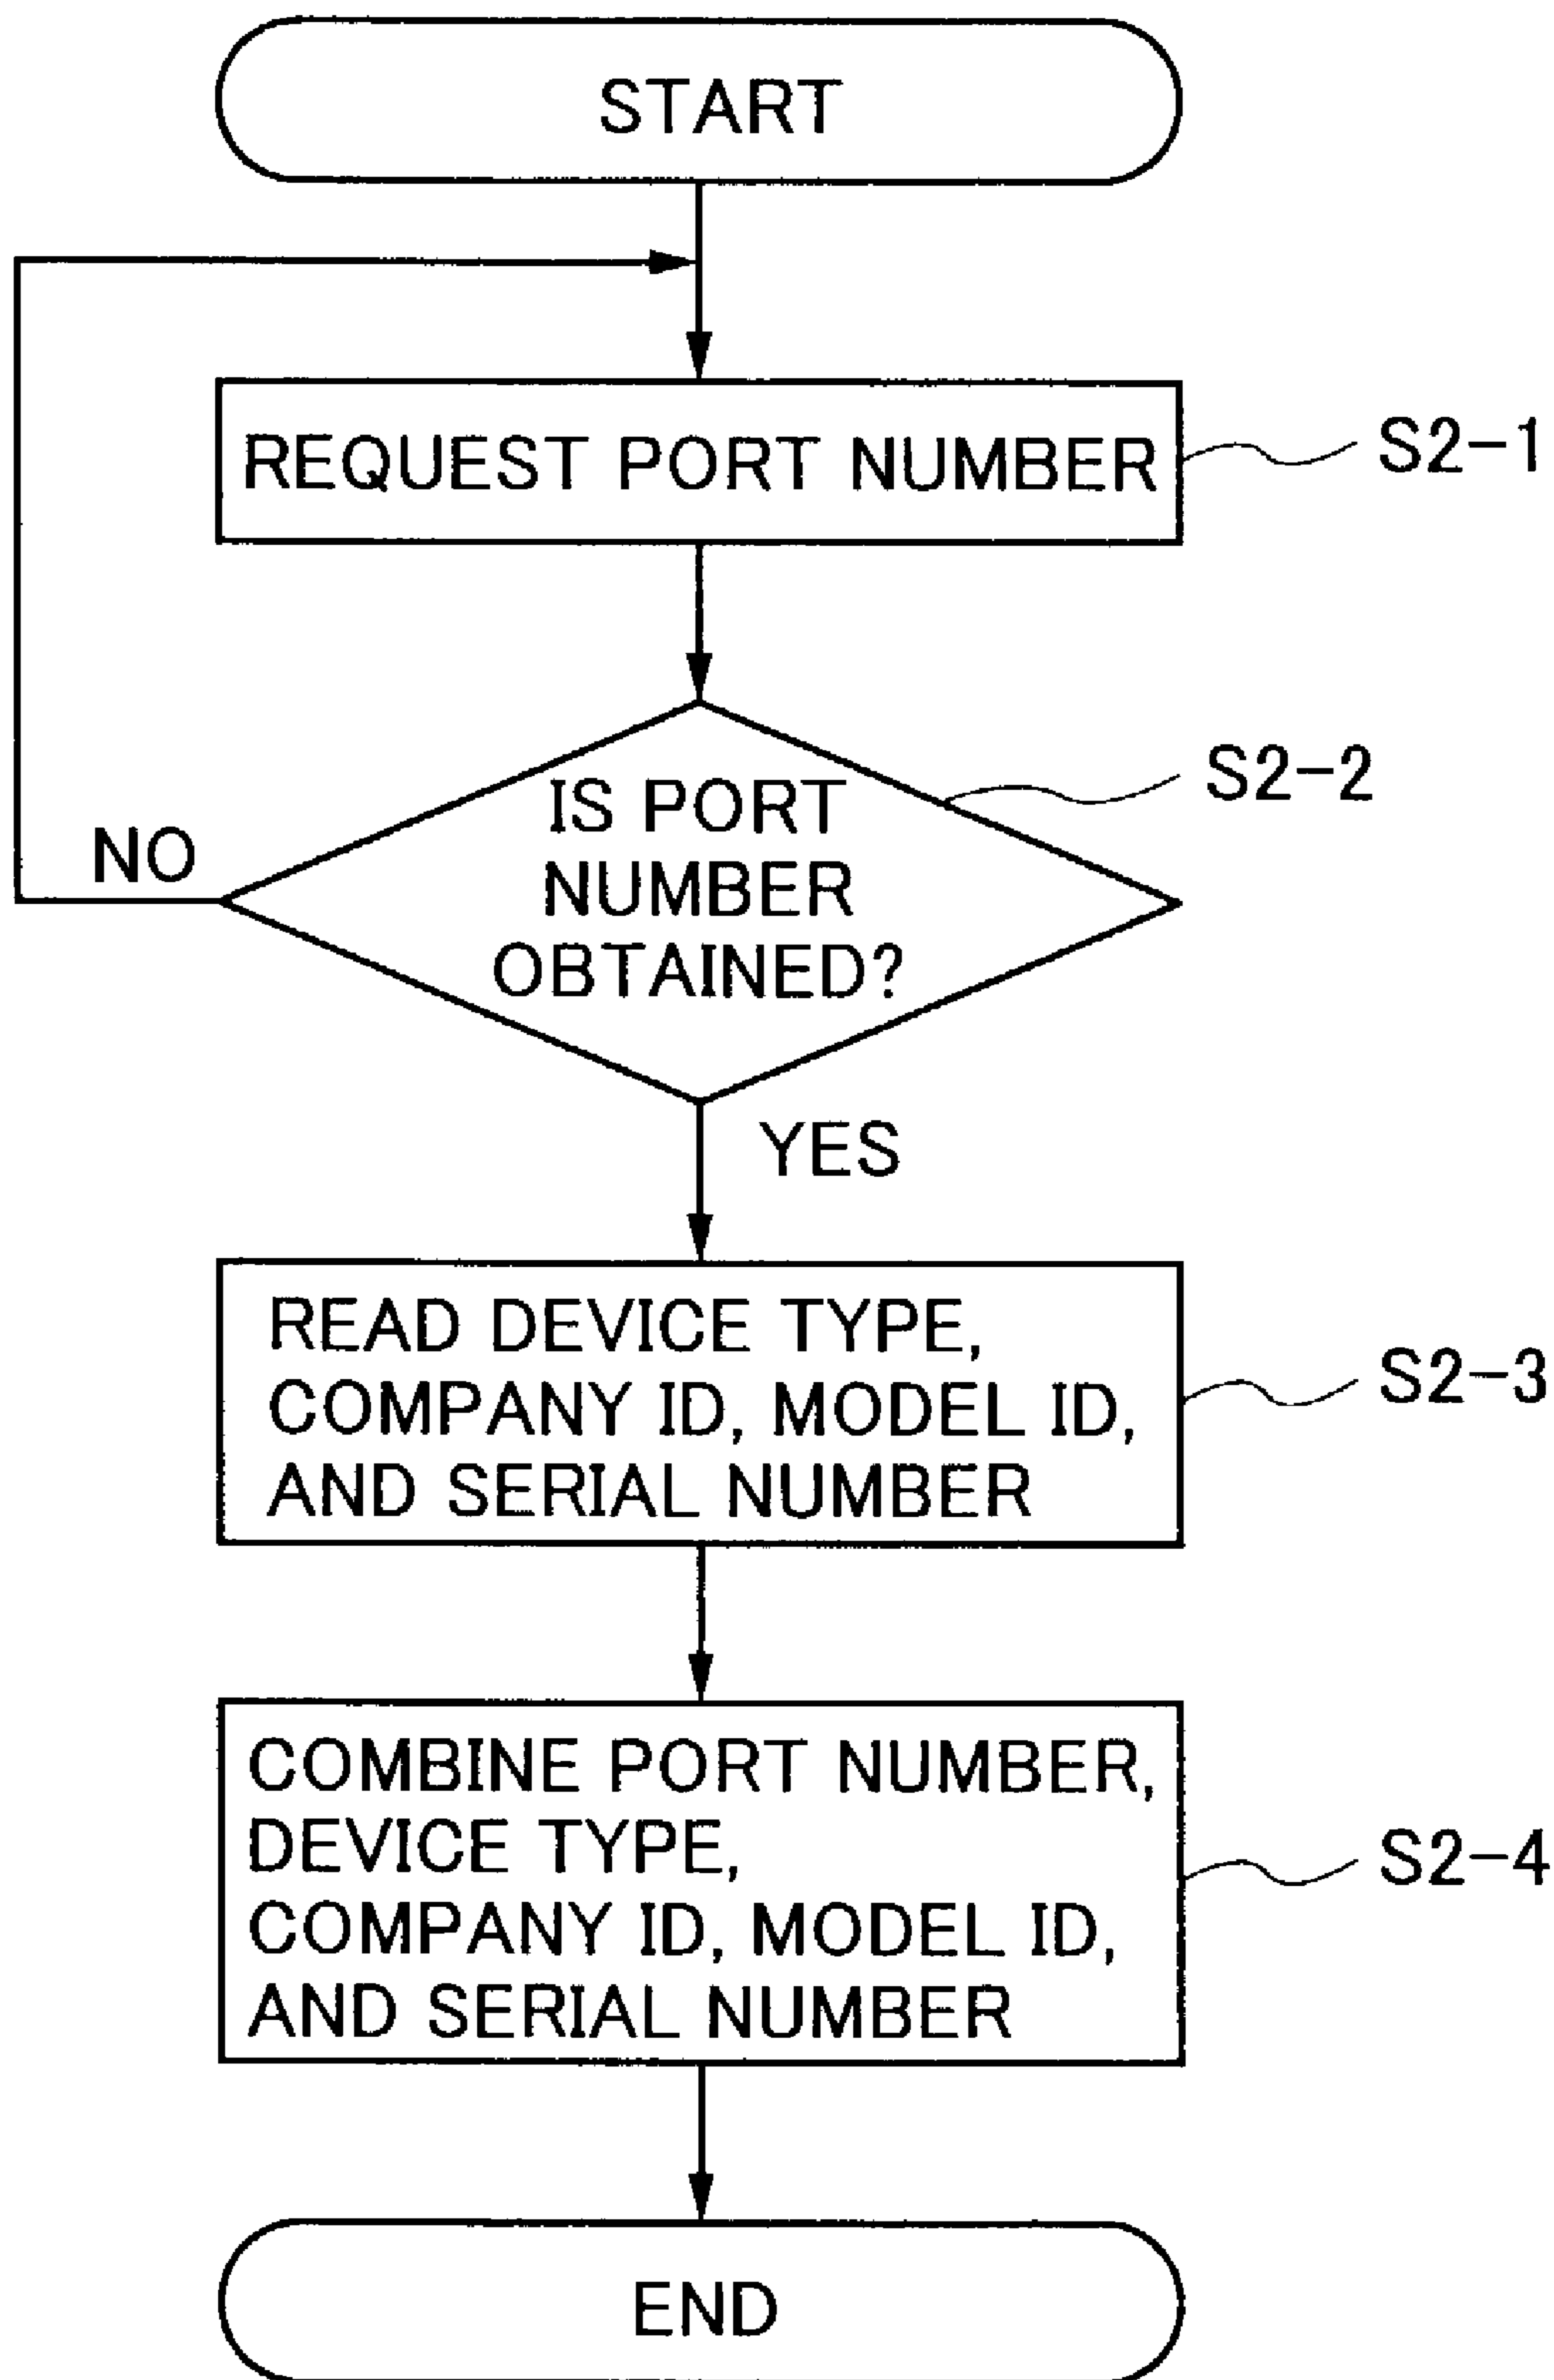 START
REQUEST PORT NUMBER
S2-1
IS PORT
NUMBER
OBTAINED?
S2-2
NO
YES
READ DEVICE TYPE,
COMPANY ID, MODEL ID,
AND SERIAL NUMBER
S2-3
COMBINE PORT NUMBER,
DEVICE TYPE,
COMPANY ID, MODEL ID,
AND SERIAL NUMBER
S2-4
END